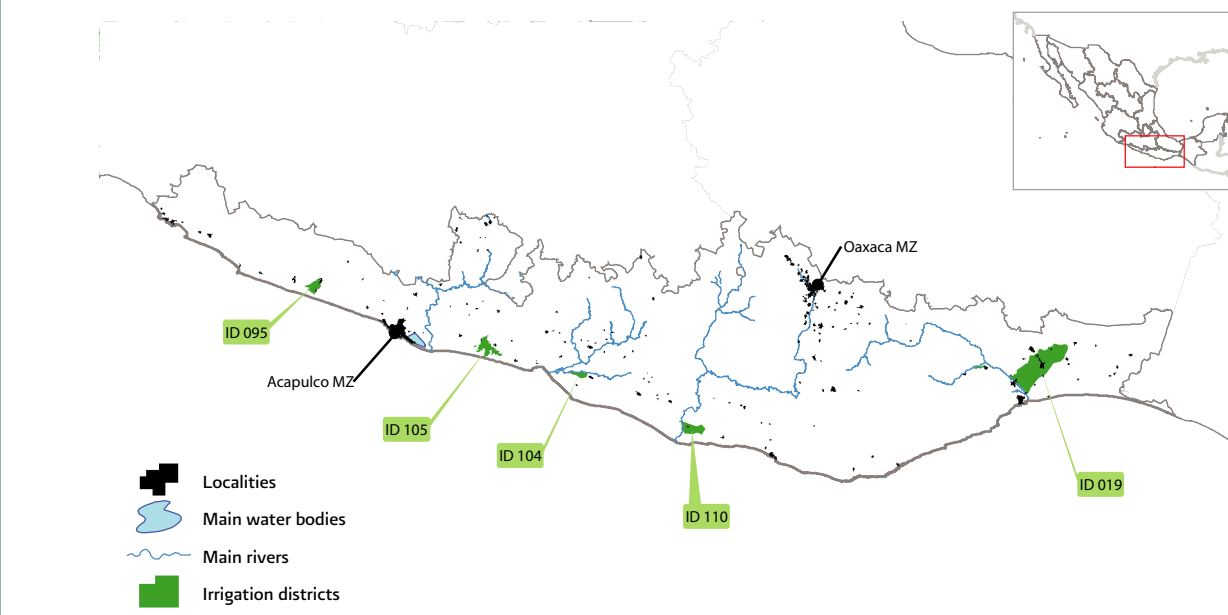 Oaxaca MZ
ID 095
Acapulco MZ
ID 105
ID 104
ID 019
ID 110
Localities
Main water bodies
Main rivers
Irrigation districts